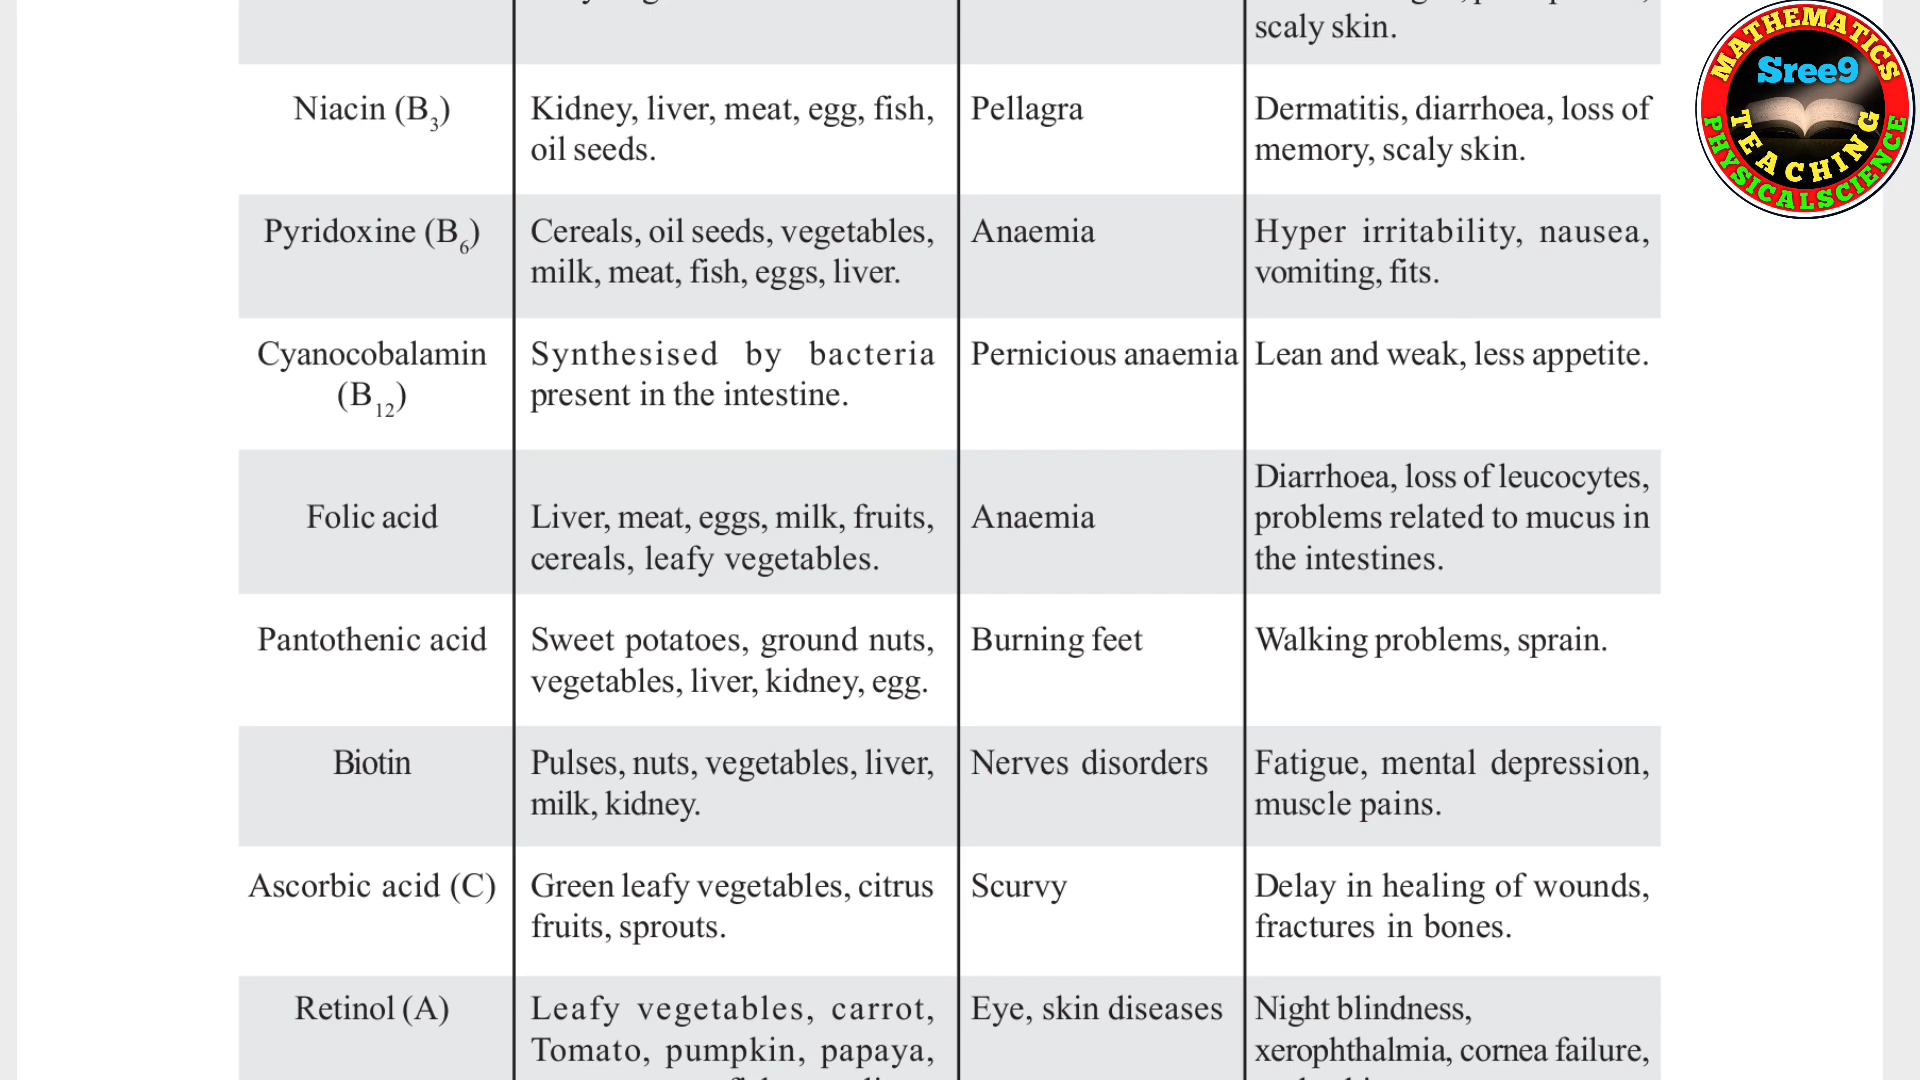 scaly skin.
Niacin (B3)
Kidney, liver, meat, egg, fish,
oil seeds.
Pellagra
Dermatitis, diarrhoea, loss of
memory, scaly skin.
Pyridoxine (B6)
Cereals, oil seeds, vegetables,
milk, meat, fish, eggs, liver.
Anaemia
Hyper irritability, nausea,
vomiting, fits.
Cyanocobalamin
(B12)
Synthesised by bacteria
present in the intestine.
Pernicious anaemia
Lean and weak, less appetite.
Folic acid
Liver, meat, eggs, milk, fruits,
cereals, leafy vegetables.
Anaemia
Diarrhoea, loss of leucocytes,
problems related to mucus in
the intestines.
Pantothenic acid
Sweet potatoes, ground nuts,
vegetables, liver, kidney, egg.
Burning feet
Walking problems, sprain.
Biotin
Pulses, nuts, vegetables, liver,
milk, kidney.
Nerves disorders
Fatigue, mental depression,
muscle pains.
Ascorbic acid (C)
Green leafy vegetables, citrus
fruits, sprouts.
Scurvy
Delay in healing of wounds,
fractures in bones.
Retinol (A)
Leafy vegetables, carrot,
Tomato, pumpkin, papaya,
Eye, skin diseases
Night blindness,
xerophthalmia, cornea failure,
MATHEMATICS
Sree9
TEACHING
PHYSICALSCIENCE